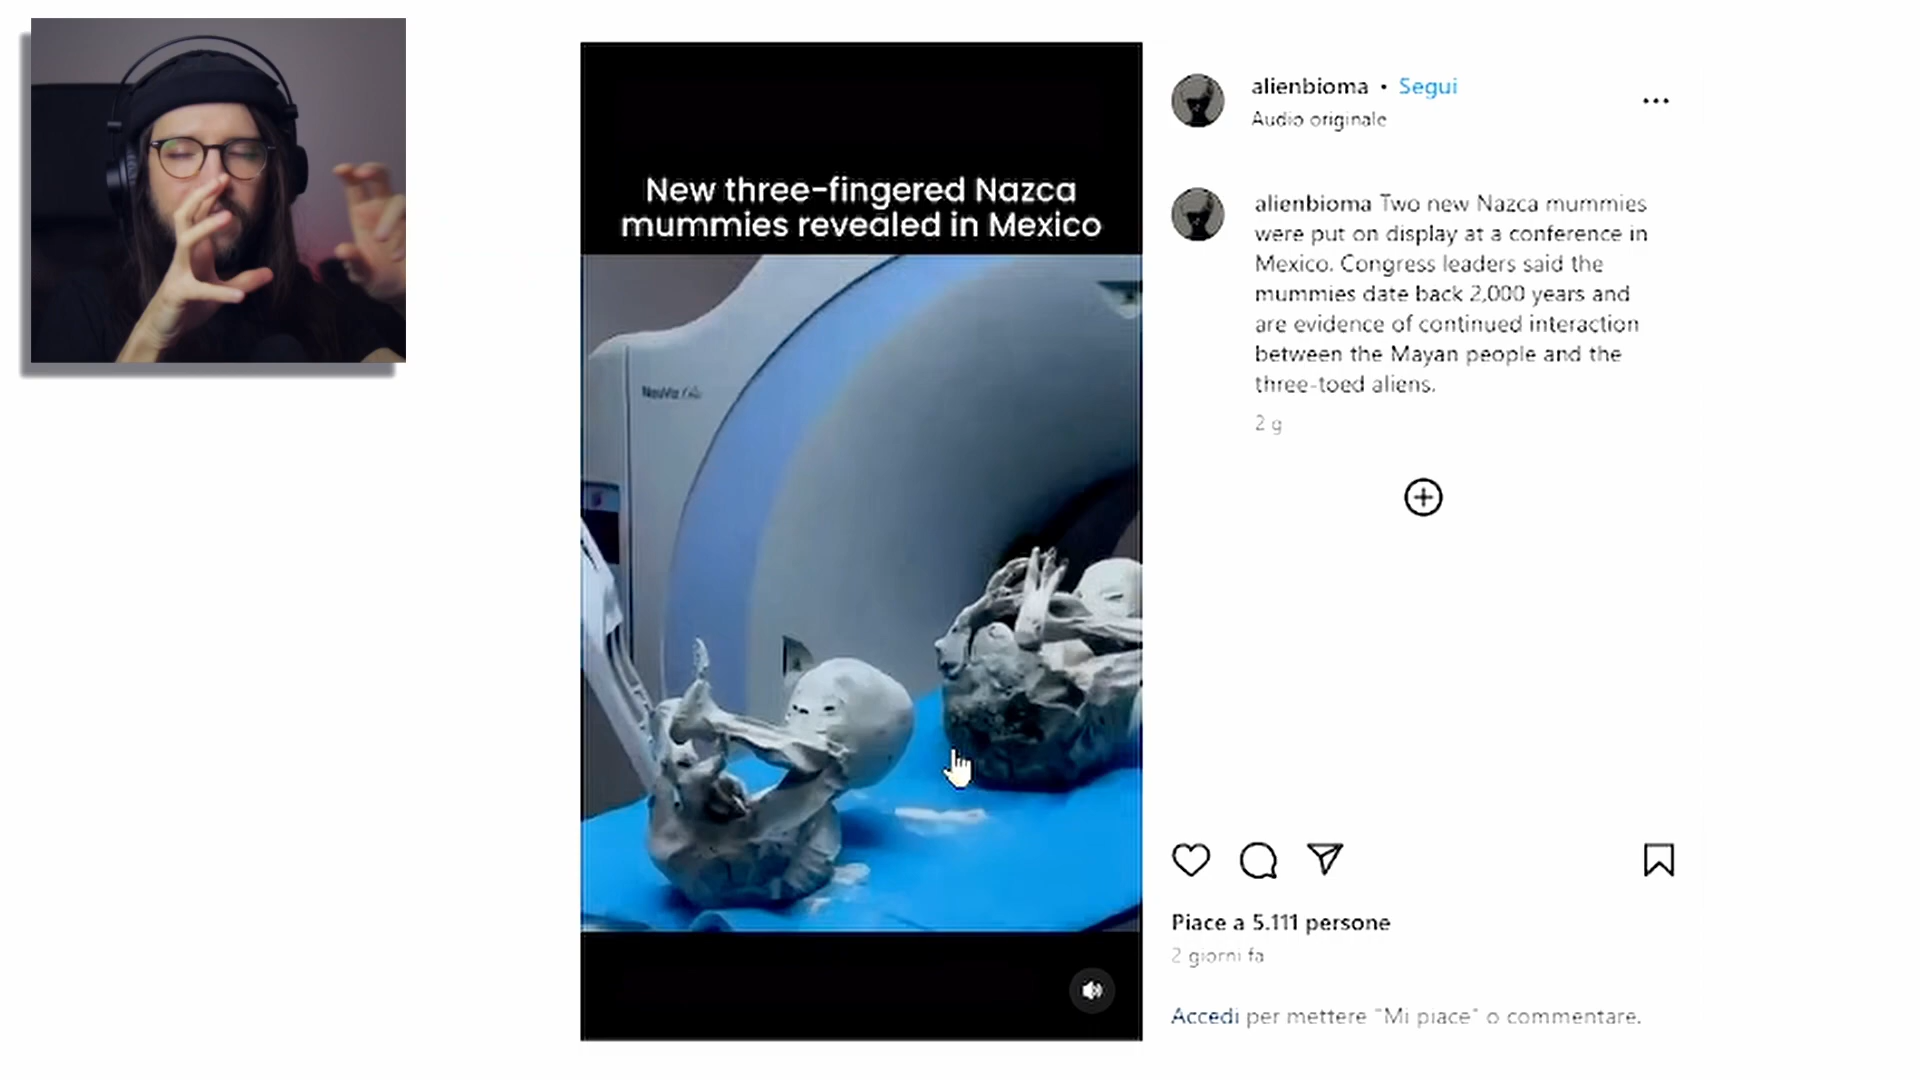 New three-fingered Nazca
mummies revealed in Mexico
alienbioma • Segui
Audio originale
alienbioma Two new Nazca mummies
were put on display at a conference in
Mexico. Congress leaders said the
mummies date back 2,000 years and
are evidence of continued interaction
between the Mayan people and the
three-toed aliens.
2 g
Piace a 5.111 persone
2 giorni fa
Accedi per mettere "Mi piace" o commentare.